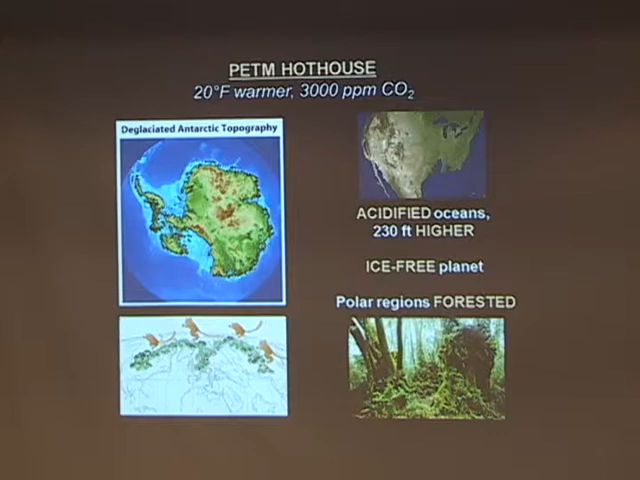 PETM HOTHOUSE
20°F warmer, 3000 ppm CO₂
Deglaciated Antarctic Topography
ACIDIFIED oceans,
230 ft HIGHER
ICE-FREE planet
Polar regions FORESTED